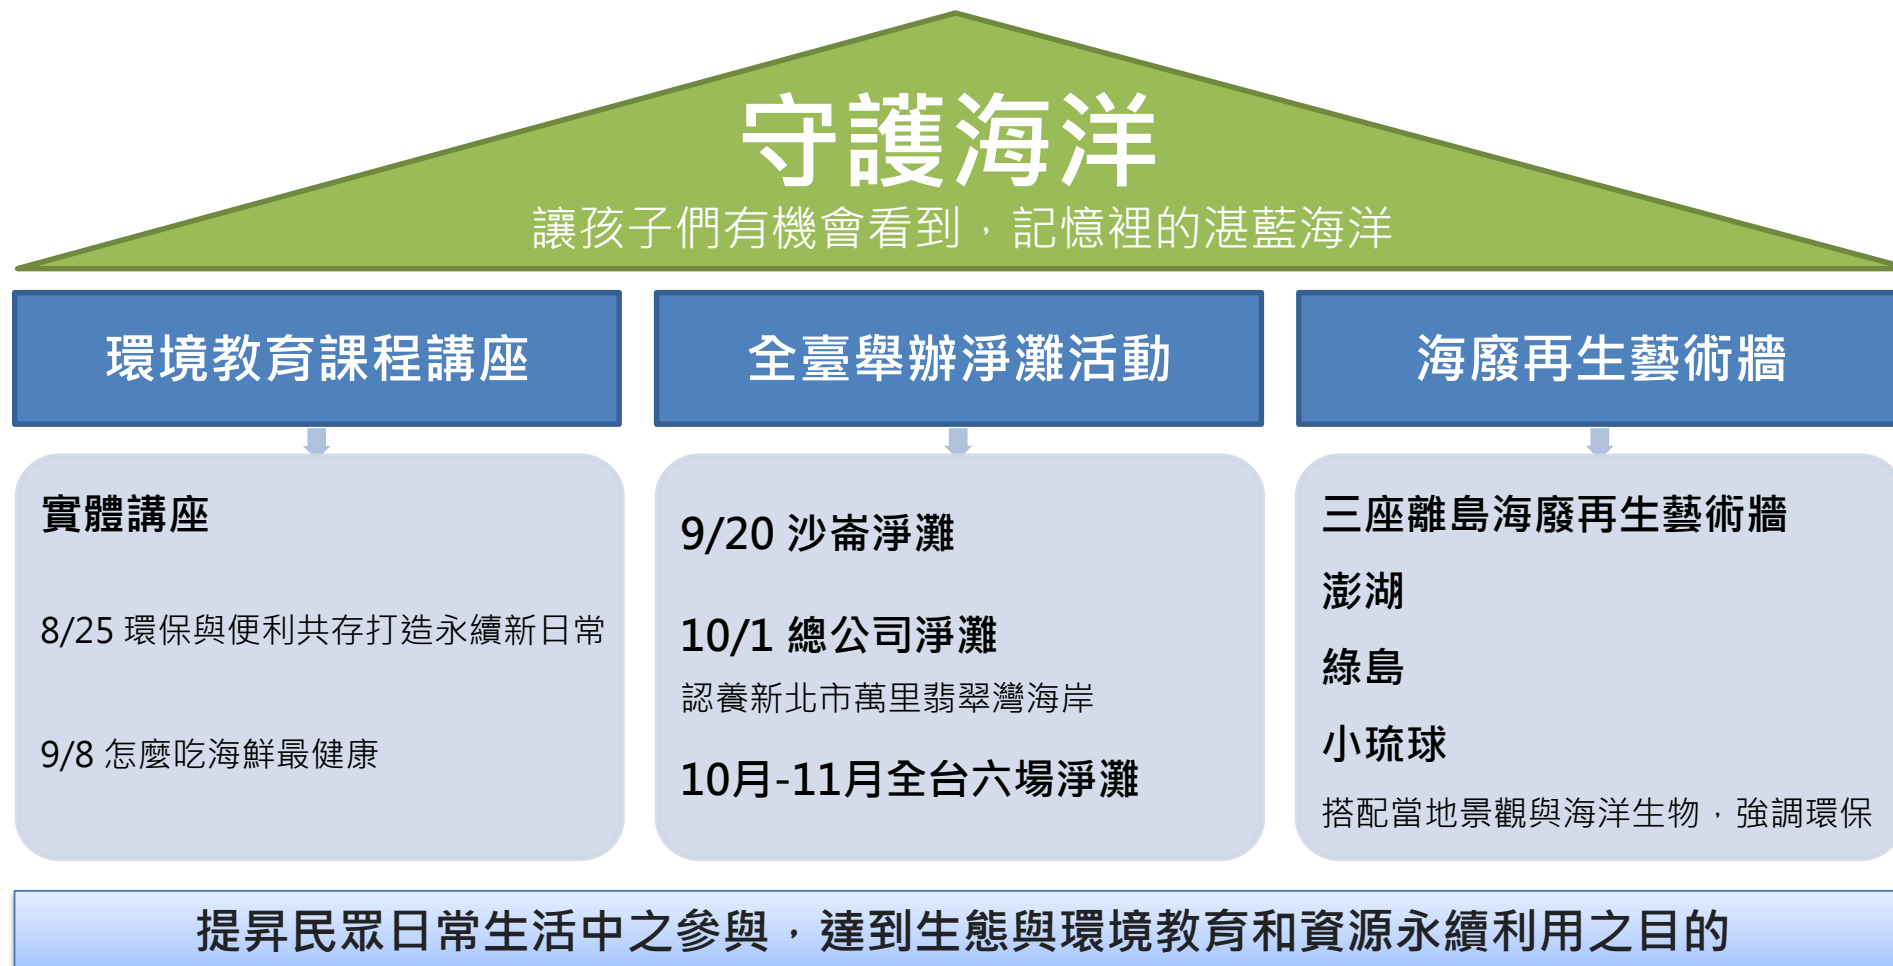 守護海洋
讓孩子們有機會看到，記憶裡的湛藍海洋
環境教育課程講座
實體講座
8/25 環保與便利共存打造永續新日常
9/8 怎麼吃海鮮最健康
全臺舉辦淨灘活動
9/20 沙崙淨灘
10/1 總公司淨灘
認養新北市萬里翡翠灣海岸
10月-11月全台六場淨灘
海廢再生藝術牆
三座離島海廢再生藝術牆
澎湖
綠島
小琉球
搭配當地景觀與海洋生物，強調環保
提昇民眾日常生活中之參與，達到生態與環境教育和資源永續利用之目的